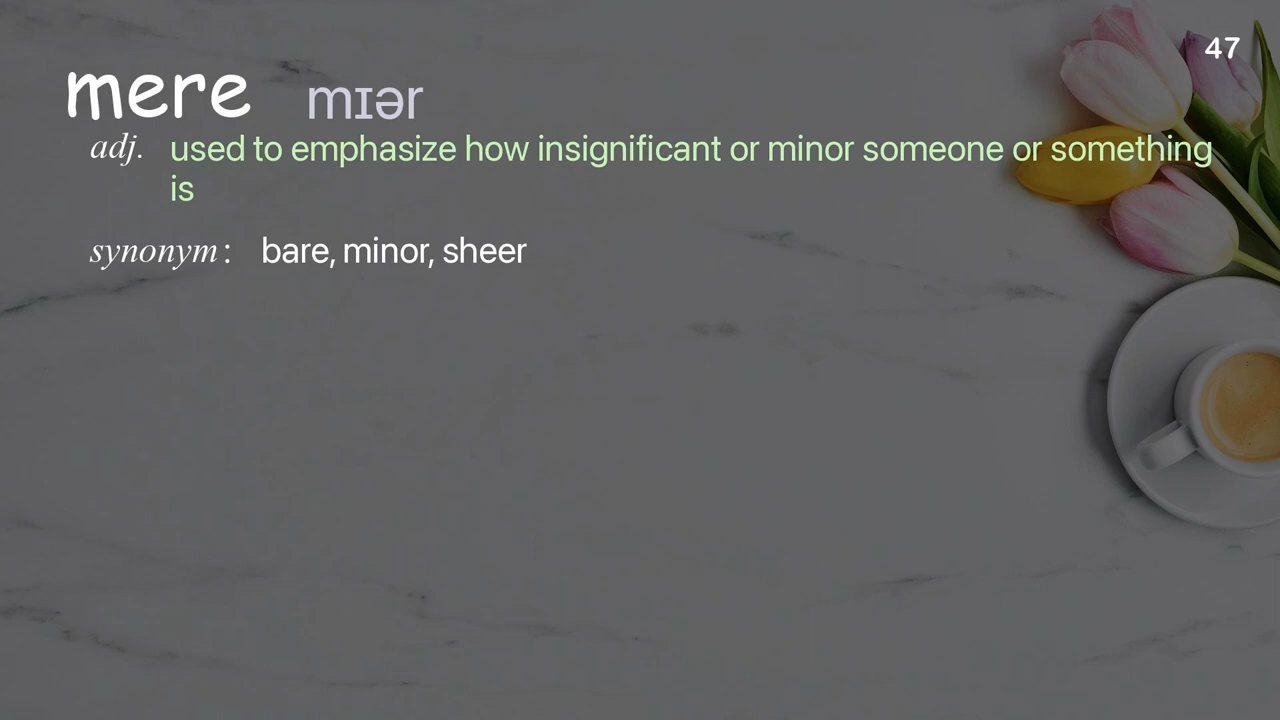 47
mere mɪər
adj. used to emphasize how insignificant or minor someone or something
is
synonym : bare, minor, sheer